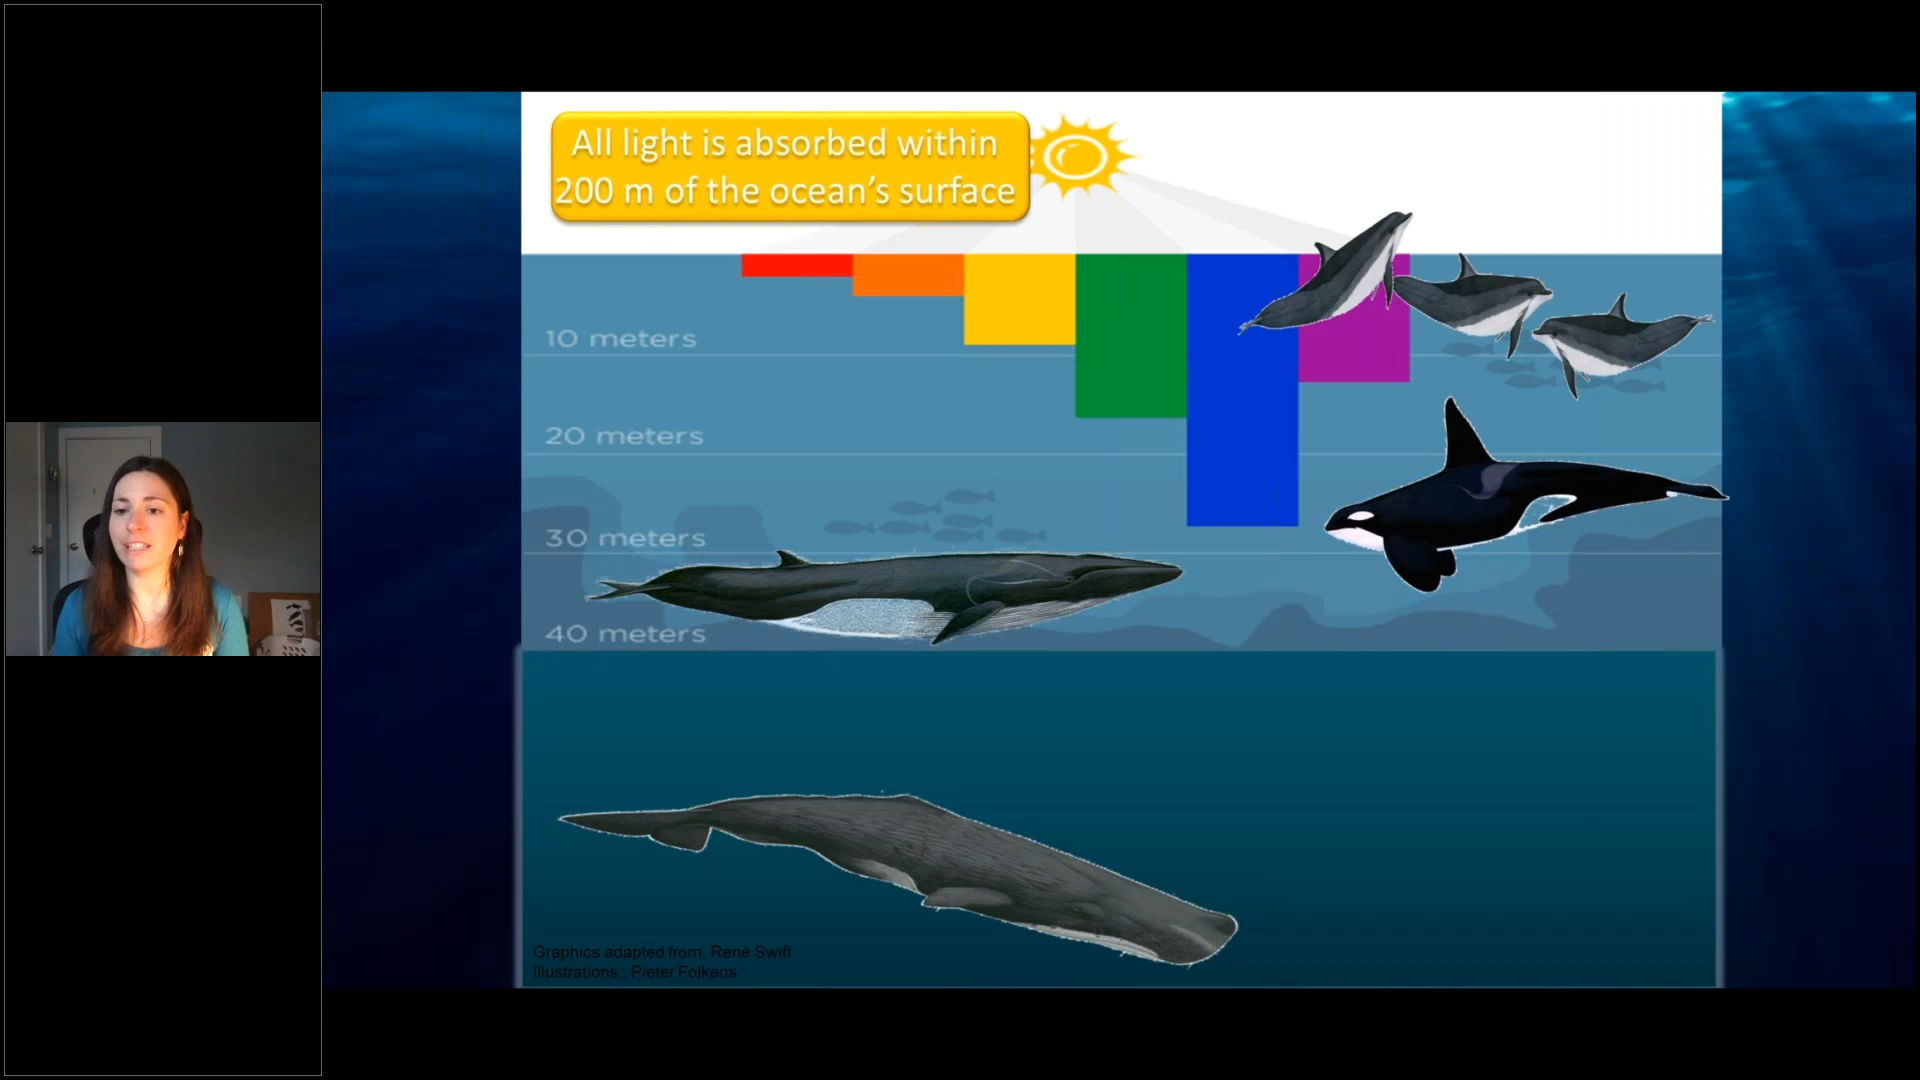 All light is absorbed within
200 m of the ocean's surface
10 meters
20 meters
30 meters
40 meters
Graphics adapted from: René Swift
Illustrations : Pieter Folkens